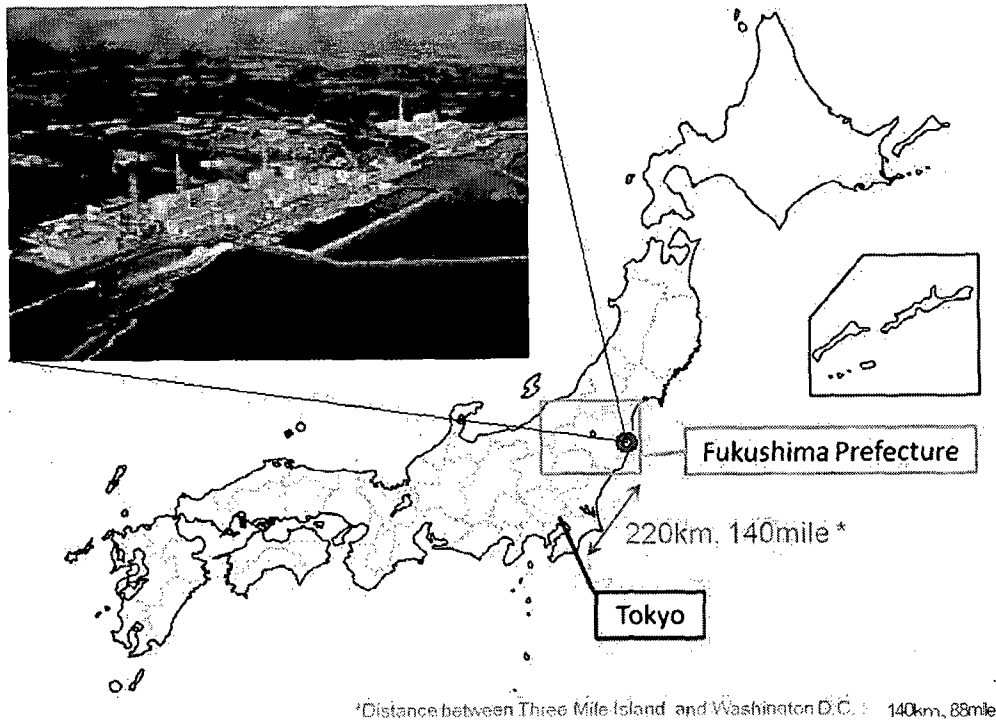 Fukushima Prefecture
220km, 140mile *
Tokyo
*Distance between Three Mile Island and Washington D.C. : 140km, 88mile